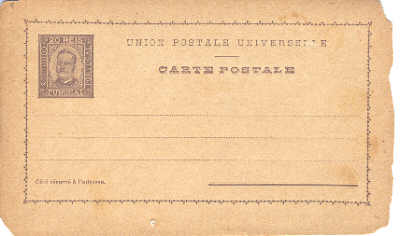 20 REIS
UNION POSTALE UNIVERSELLE
CARTE POSTALE
Côté réservé à l'adresse.